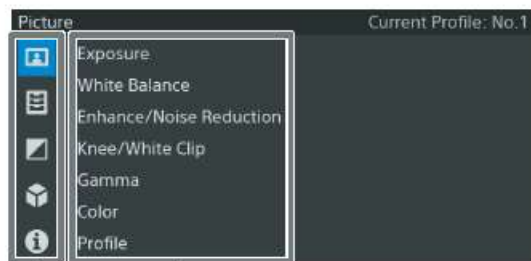 Picture
Current Profile: No.1
Exposure
White Balance
Enhance/Noise Reduction
Knee/White Clip
Gamma
Color
Profile